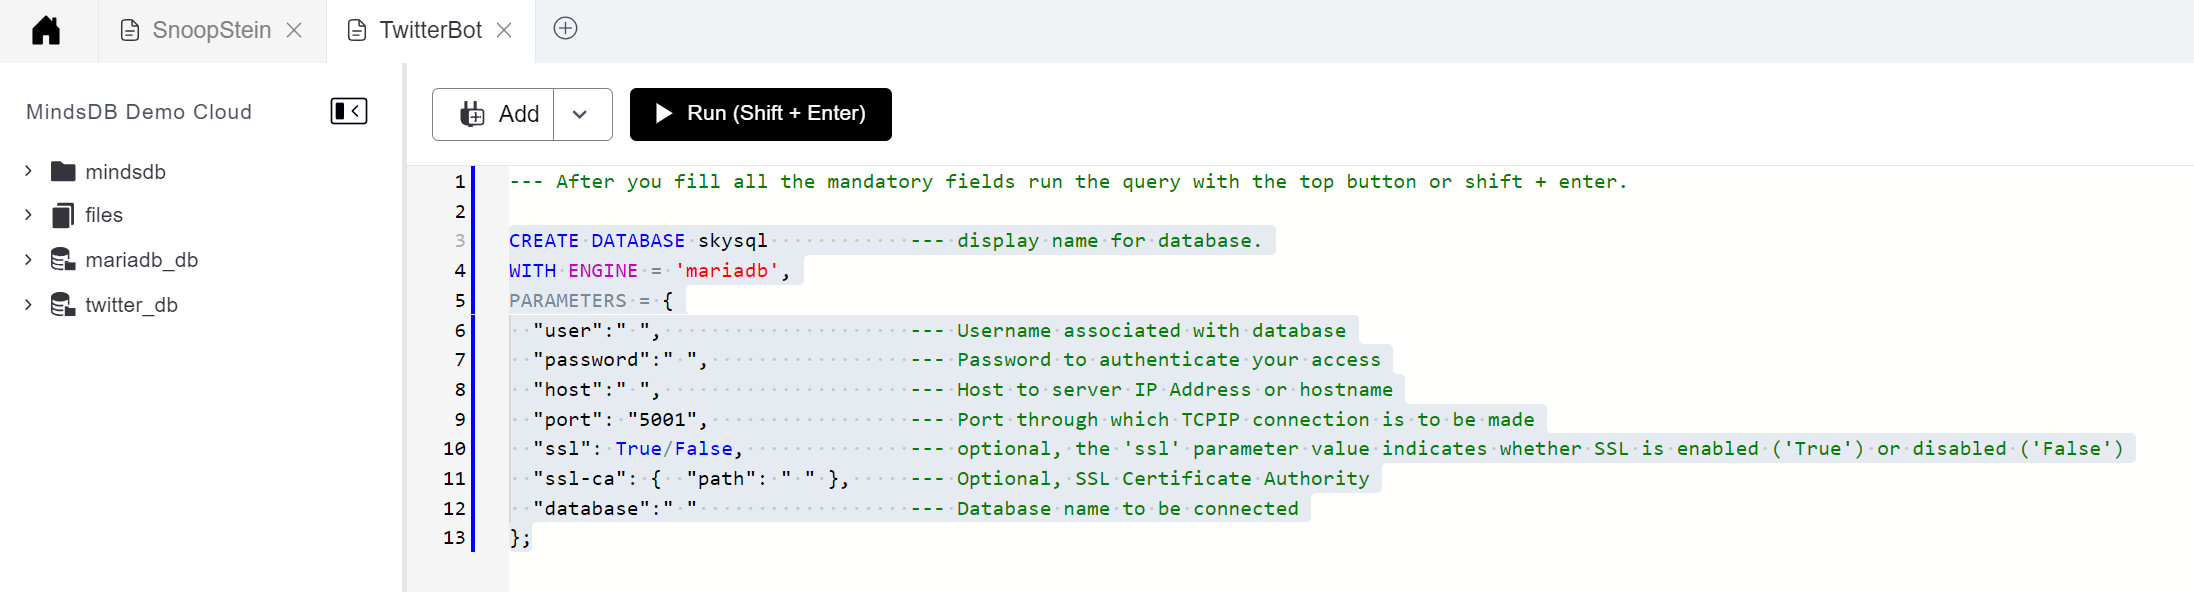 SnoopStein
TwitterBot
MindsDB Demo Cloud
mindsdb
files
mariadb_db
twitter_db
Add
Run (Shift + Enter)
1 --- After you fill all the mandatory fields run the query with the top button or shift + enter.
2
3 CREATE DATABASE skysql --- display name for database.
4 WITH ENGINE = 'mariadb',
5 PARAMETERS = {
6 "user":" ", --- Username associated with database
7 "password":" ", --- Password to authenticate your access
8 "host":" ", --- Host to server IP Address or hostname
9 "port": "5001", --- Port through which TCPIP connection is to be made
10 "ssl": True/False, --- optional, the 'ssl' parameter value indicates whether SSL is enabled ('True') or disabled ('False')
11 "ssl-ca": { "path": " " }, --- Optional, SSL Certificate Authority
12 "database":" " --- Database name to be connected
13 };